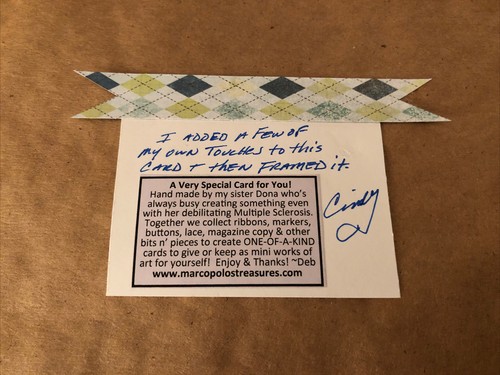 I ADDED A FEW OF
MY OWN TOUCHES TO THIS
CARD + THEN FRAMED IT.
Cindy
A Very Special Card for You!
Hand made by my sister Dona who's
always busy creating something even
with her debilitating Multiple Sclerosis.
Together we collect ribbons, markers,
buttons, lace, magazine copy & other
bits n' pieces to create ONE-OF-A-KIND
cards to give or keep as mini works of
art for yourself! Enjoy & Thanks! ~Deb
www.marcopolostreasures.com